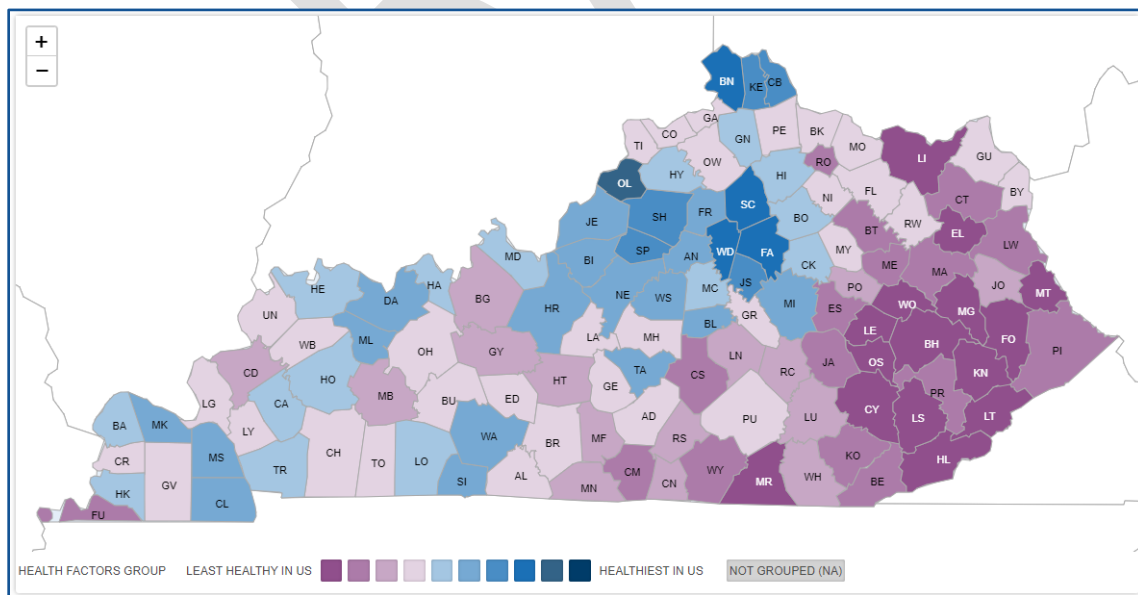 +
−
BN KE CB
GA
TI CO GN PE BK MO
OW RO LI GU
OL HY HI NI FL CT BY
SC RW
JE SH FR BO BT EL LW
SP WD FA MY
MD BI AN CK ME MA
HE DA HA MC JS PO JO MT
BG HR NE WS MI ES WO MG
UN BL GR LE FO
ML LA MH BH PI
WB OH GY LN JA OS
CD HO HT GE TA CS RC KN
CA MB PR
LG BU ED AD PU LU CY LS LT
BA MK LY WA BR MF RS
MS CH TO LO KO HL
CR TR AL CM WY WH
GV SI MN CN MR BE
HK CL
FU
HEALTH FACTORS GROUP LEAST HEALTHY IN US HEALTHIEST IN US NOT GROUPED (NA)